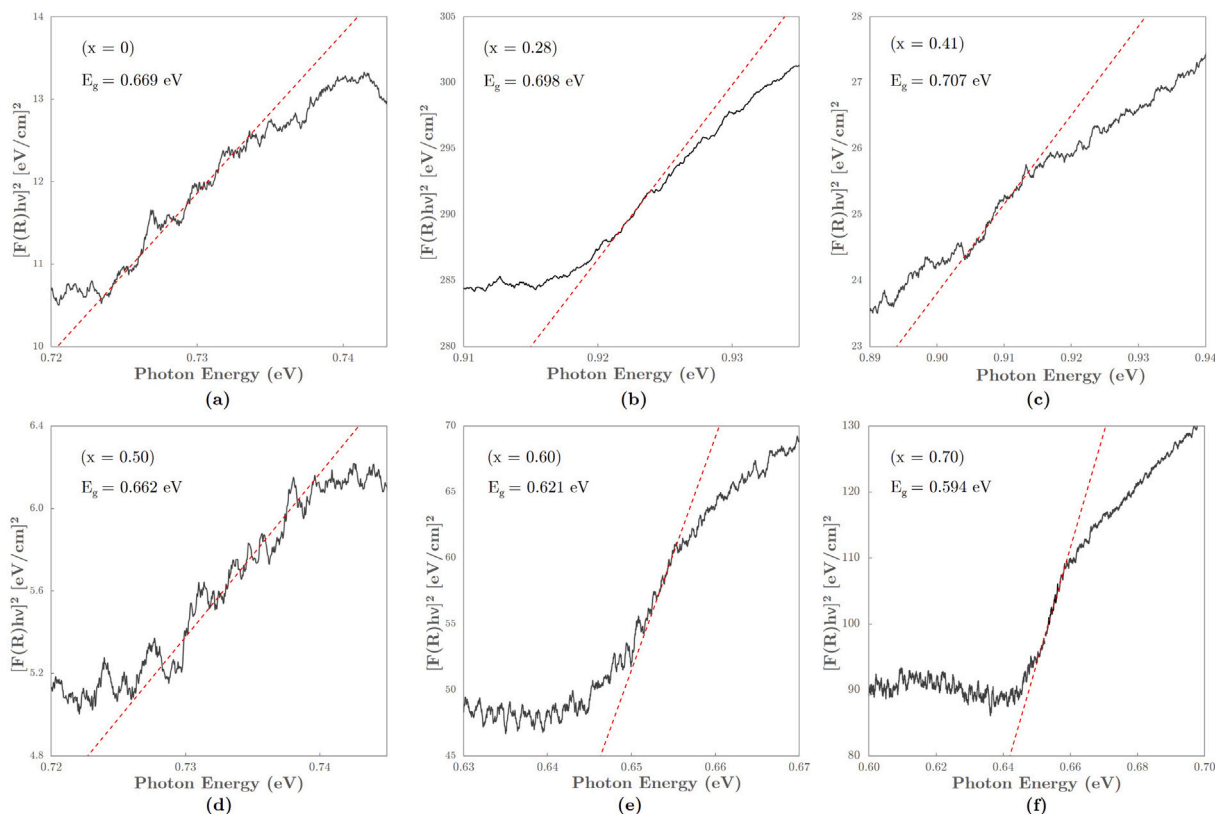 14
(x = 0)
E_g = 0.669 eV
13
12
11
10
[F(R)hν]² [eV/cm]²
0.72
0.73
0.74
Photon Energy (eV)
(a)
305
(x = 0.28)
E_g = 0.698 eV
300
295
290
285
280
[F(R)hν]² [eV/cm]²
0.91
0.92
0.93
Photon Energy (eV)
(b)
28
(x = 0.41)
E_g = 0.707 eV
27
26
25
24
23
[F(R)hν]² [eV/cm]²
0.89
0.90
0.91
0.92
0.93
0.94
Photon Energy (eV)
(c)
6.4
(x = 0.50)
E_g = 0.662 eV
6.0
5.6
5.2
4.8
[F(R)hν]² [eV/cm]²
0.72
0.73
0.74
Photon Energy (eV)
(d)
70
(x = 0.60)
E_g = 0.621 eV
65
60
55
50
45
[F(R)hν]² [eV/cm]²
0.63
0.64
0.65
0.66
0.67
Photon Energy (eV)
(e)
130
(x = 0.70)
E_g = 0.594 eV
120
110
100
90
80
[F(R)hν]² [eV/cm]²
0.60
0.62
0.64
0.66
0.68
0.70
Photon Energy (eV)
(f)